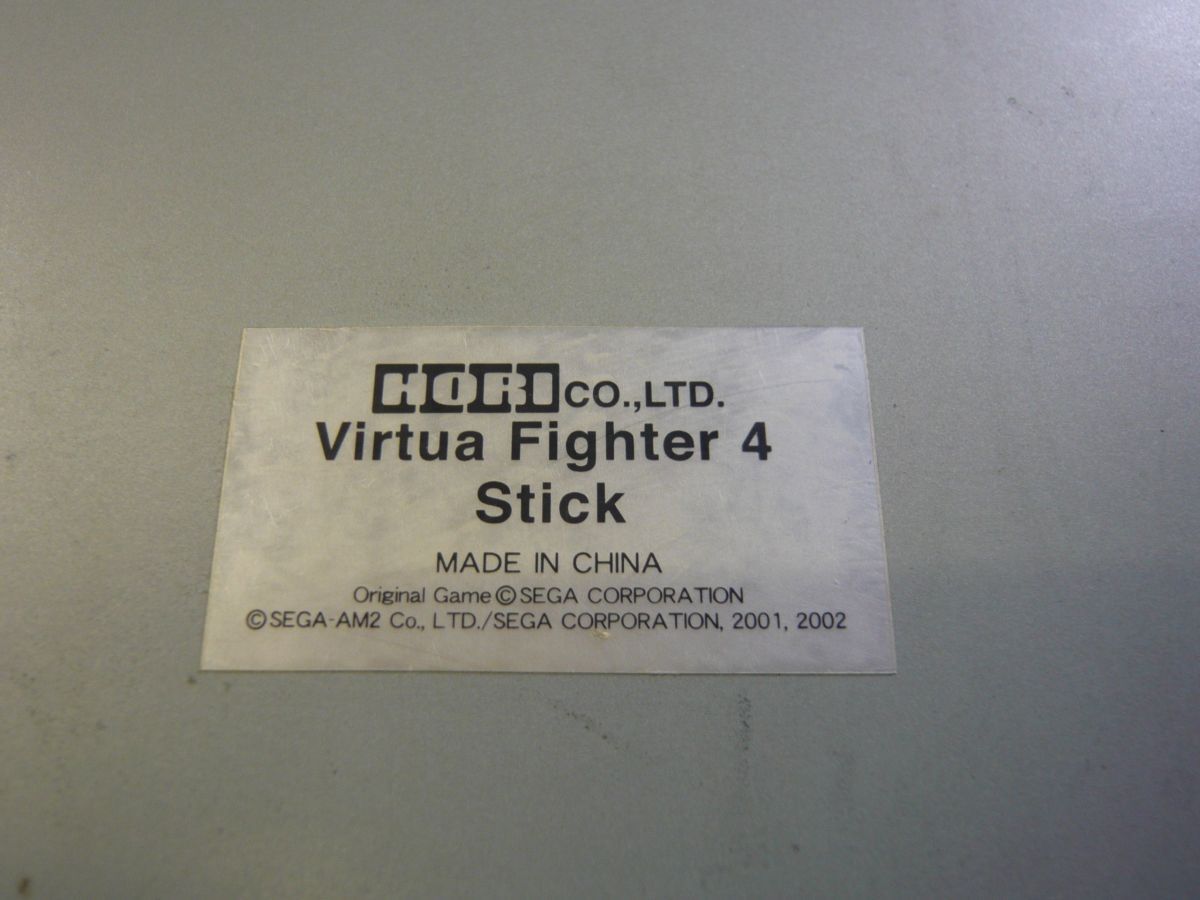 HORI CO.,LTD.
Virtua Fighter 4
Stick
MADE IN CHINA
Original Game ©SEGA CORPORATION
©SEGA-AM2 Co., LTD./SEGA CORPORATION, 2001, 2002